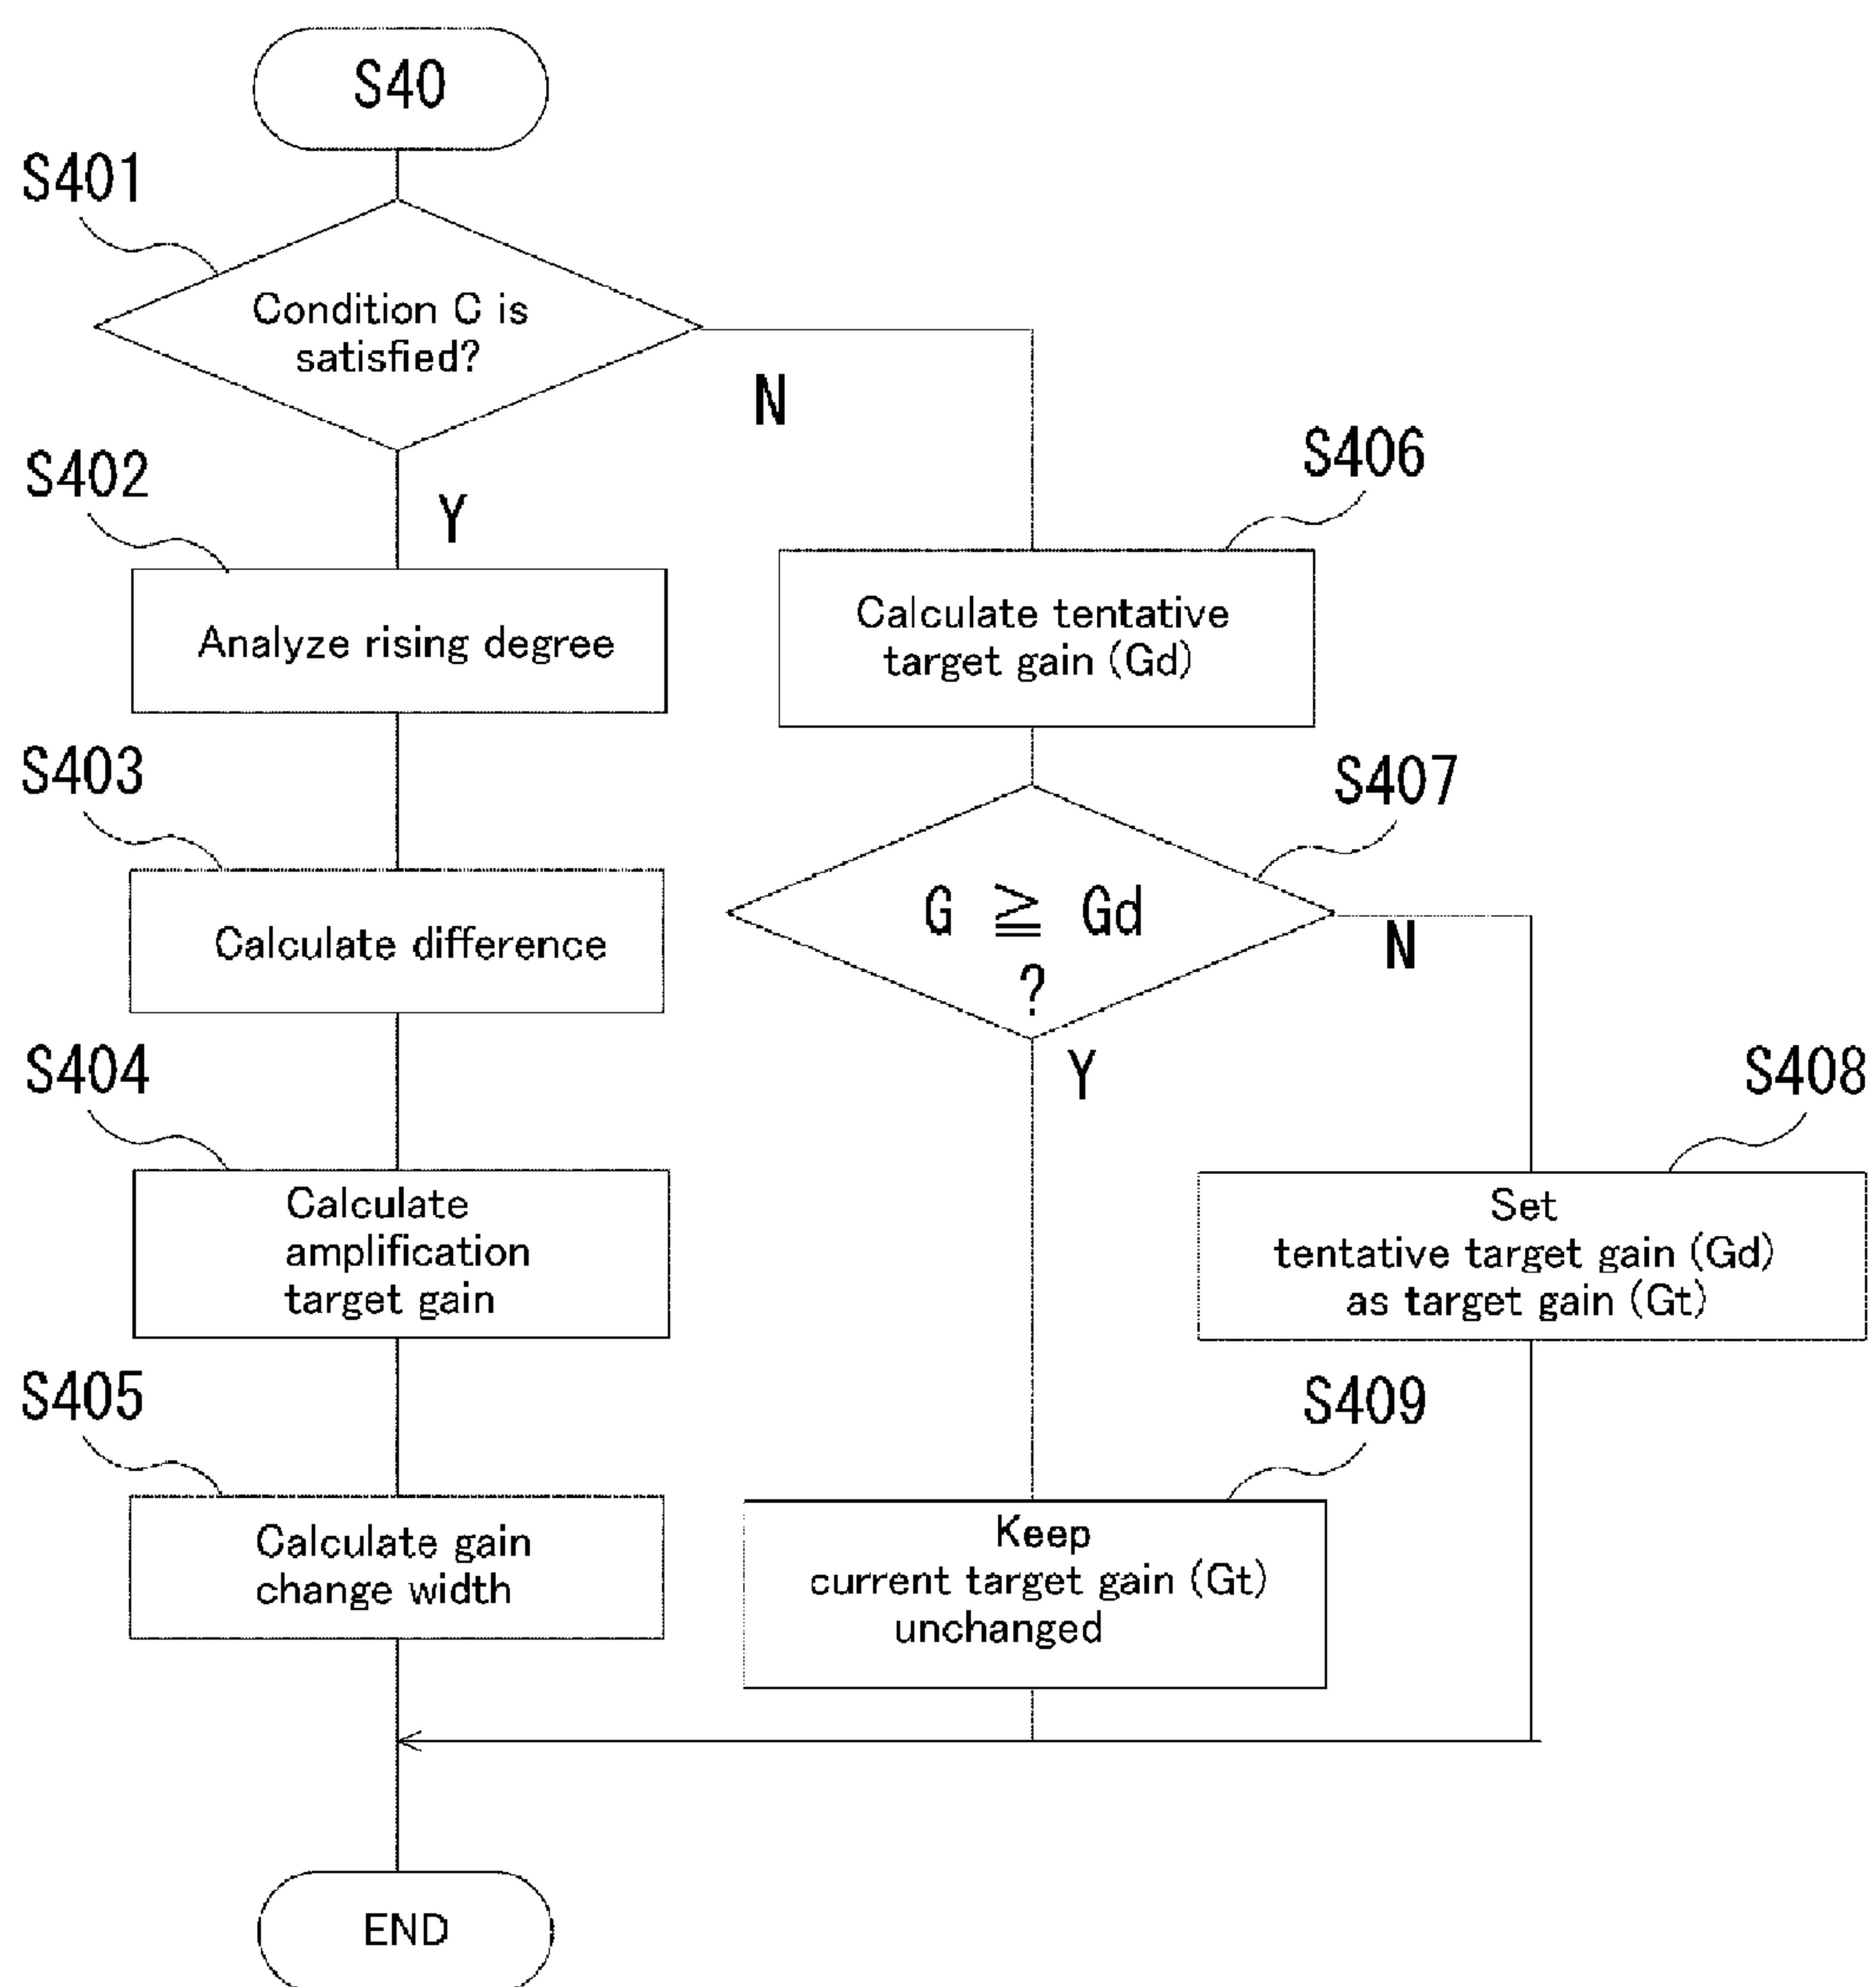 S40
S401
Condition C is
satisfied?
N
Y
S402
Analyze rising degree
S403
Calculate difference
S404
Calculate
amplification
target gain
S405
Calculate gain
change width
S406
Calculate tentative
target gain (Gd)
S407
G ≧ Gd
?
N
Y
S408
Set
tentative target gain (Gd)
as target gain (Gt)
S409
Keep
current target gain (Gt)
unchanged
END